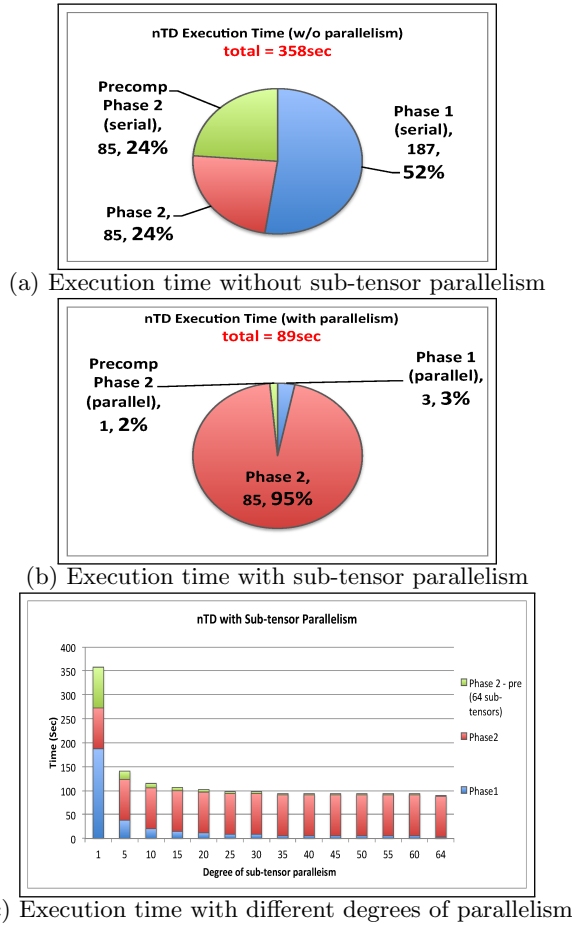 nTD Execution Time (w/o parallelism)
total = 358sec
Precomp
Phase 2
(serial),
85, 24%
Phase 1
(serial),
187,
52%
Phase 2,
85, 24%
(a) Execution time without sub-tensor parallelism
nTD Execution Time (with parallelism)
total = 89sec
Precomp
Phase 2
(parallel),
1, 2%
Phase 1
(parallel),
3, 3%
Phase 2,
85, 95%
(b) Execution time with sub-tensor parallelism
nTD with Sub-tensor Parallelism
Time (Sec)
400
350
300
250
200
150
100
50
0
1 5 10 15 20 25 30 35 40 45 50 55 60 64
Degree of sub-tensor paralleism
Phase 2 - pre
(64 sub-
tensors)
Phase2
Phase1
) Execution time with different degrees of parallelism